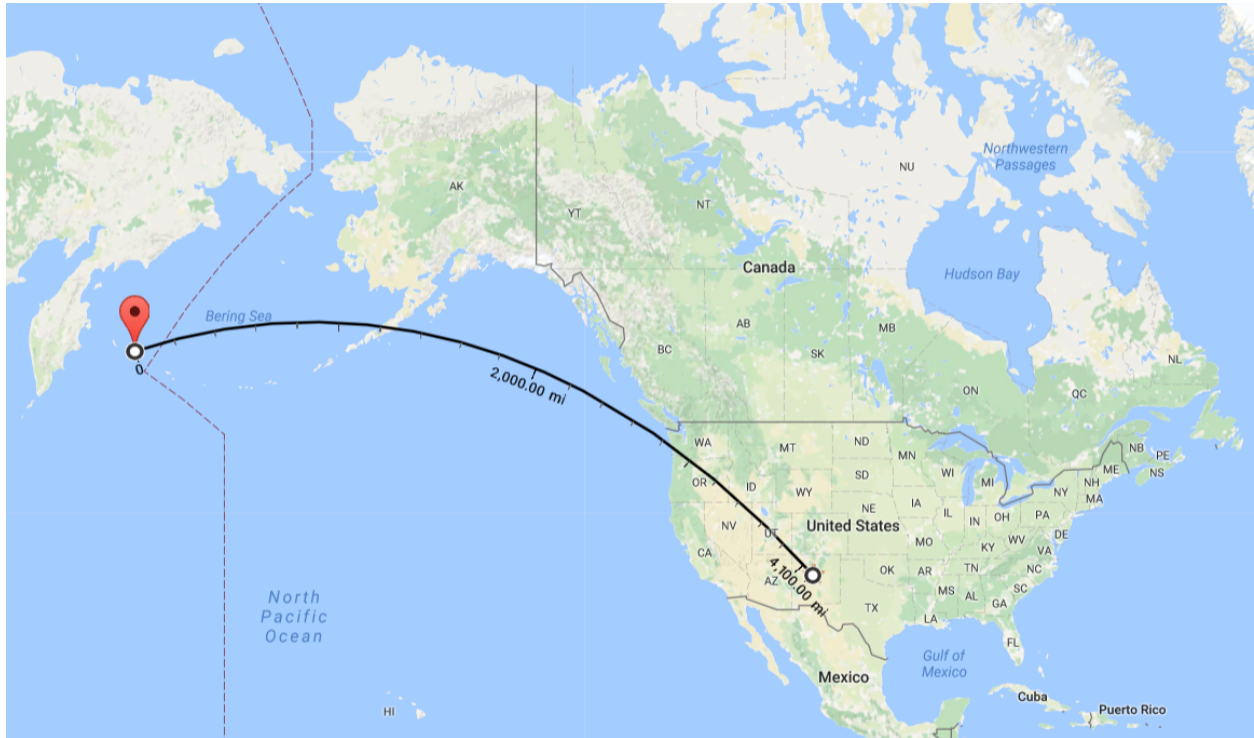 Northwestern
Passages
NU
AK
YT
NT
Canada
Hudson Bay
Bering Sea
AB
MB
BC
SK
NL
0
2,000.00 mi
ON
QC
WA
MT
ND
MN
NB
PE
ME
NS
OR
ID
WY
SD
WI
MI
NH
NY
MA
NV
United States
NE
IA
IL
IN
OH
PA
UT
CA
MO
KY
WV
DE
VA
4,100.00 mi
AZ
OK
AR
TN
NC
SC
MS
AL
GA
TX
LA
FL
North
Pacific
Ocean
Gulf of
Mexico
Mexico
Cuba
Puerto Rico
HI